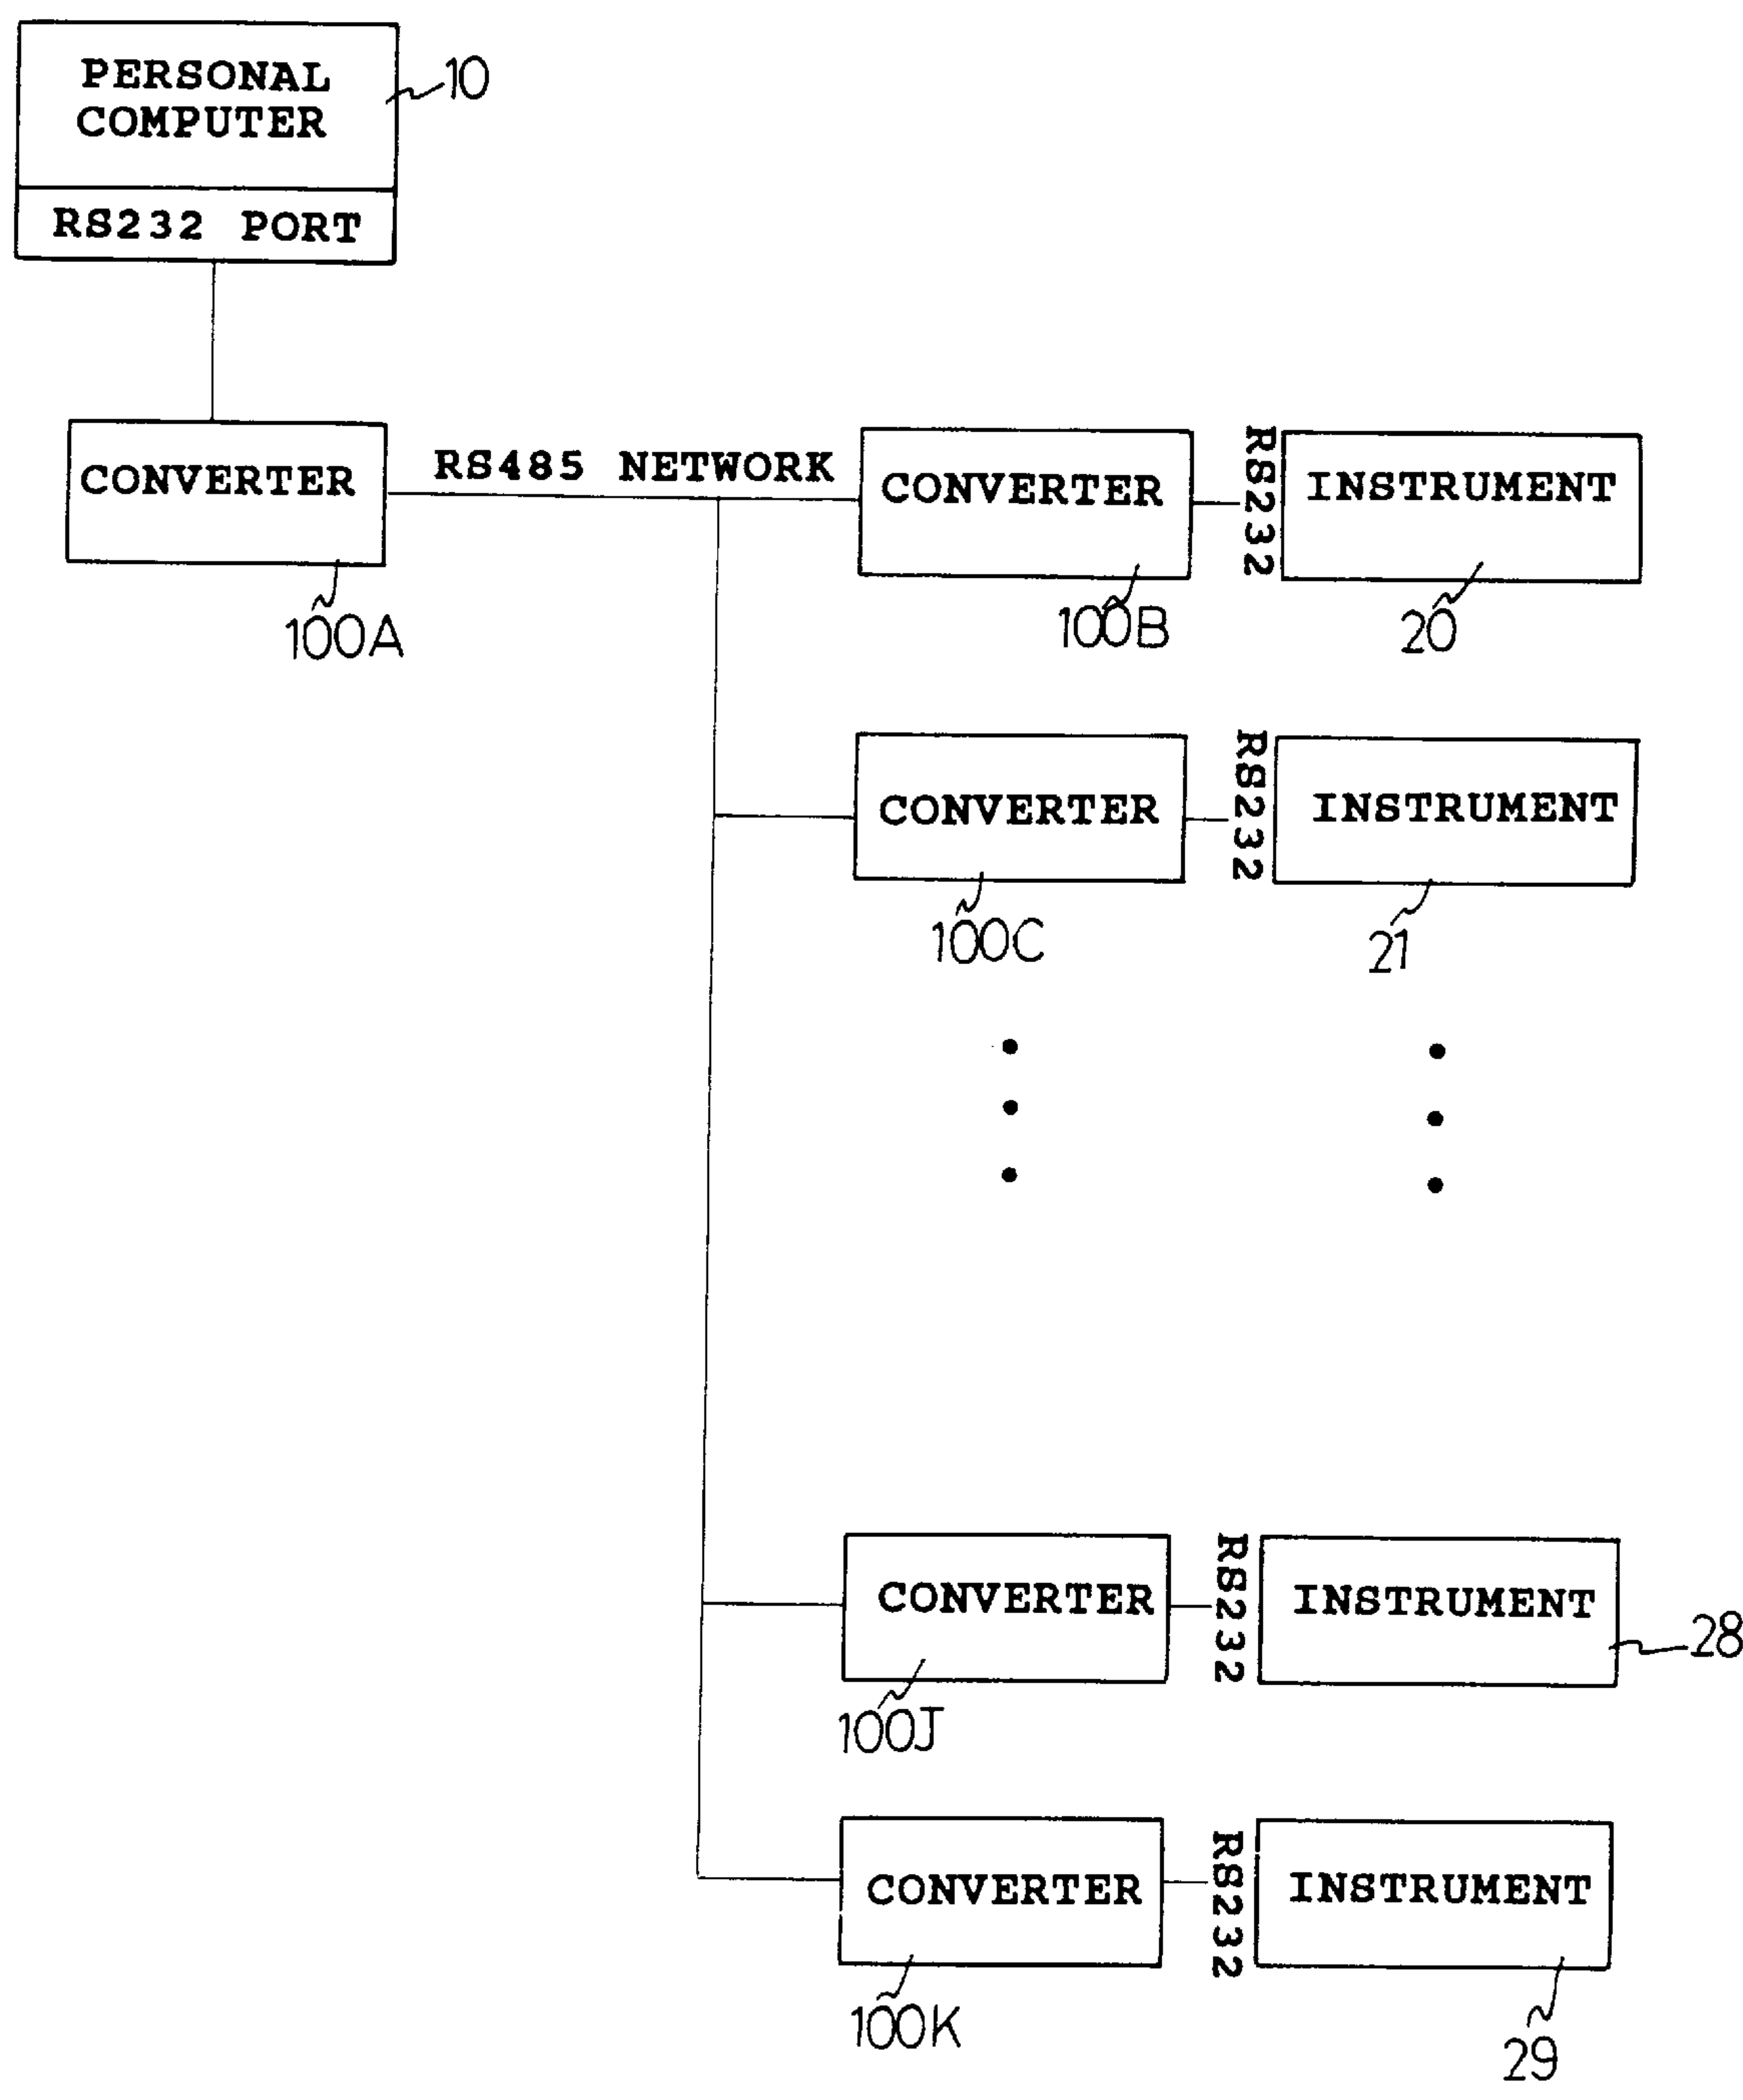 PERSONAL
COMPUTER
10
RS232 PORT
CONVERTER
100A
RS485 NETWORK
CONVERTER
100B
RS232
INSTRUMENT
20
CONVERTER
100C
RS232
INSTRUMENT
21
CONVERTER
100J
RS232
INSTRUMENT
28
CONVERTER
100K
RS232
INSTRUMENT
29